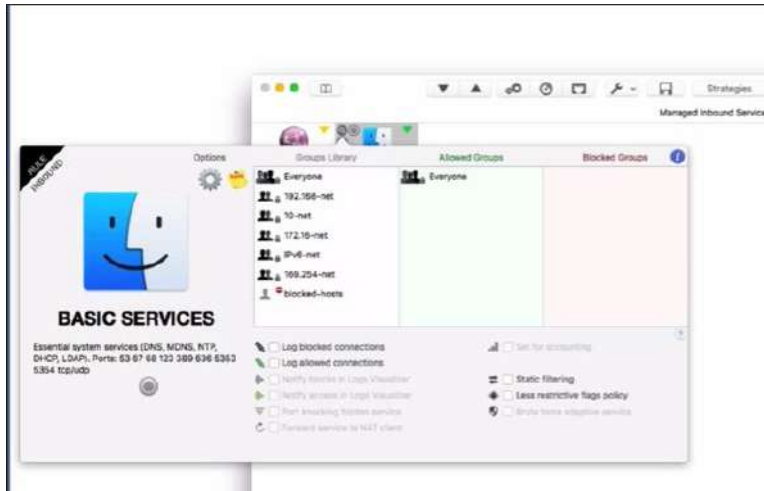 Strategies
Managed Inbound Service
RULE
INBOUND
Options
Groups Library
Allowed Groups
Blocked Groups
Everyone
192.168-net
10-net
172.16-net
IPv6-net
169.254-net
blocked-hosts
Everyone
BASIC SERVICES
Essential system services (DNS, MDNS, NTP,
DHCP, LDAP). Ports: 53 67 68 123 389 636 5353
5354 tcp/udp
Log blocked connections
Log allowed connections
Notify blocks in Logs Visualizer
Notify access in Logs Visualizer
Port knocking hidden service
Forward service to NAT client
Set for accounting
Static filtering
Less restrictive flags policy
Brute force adaptive service